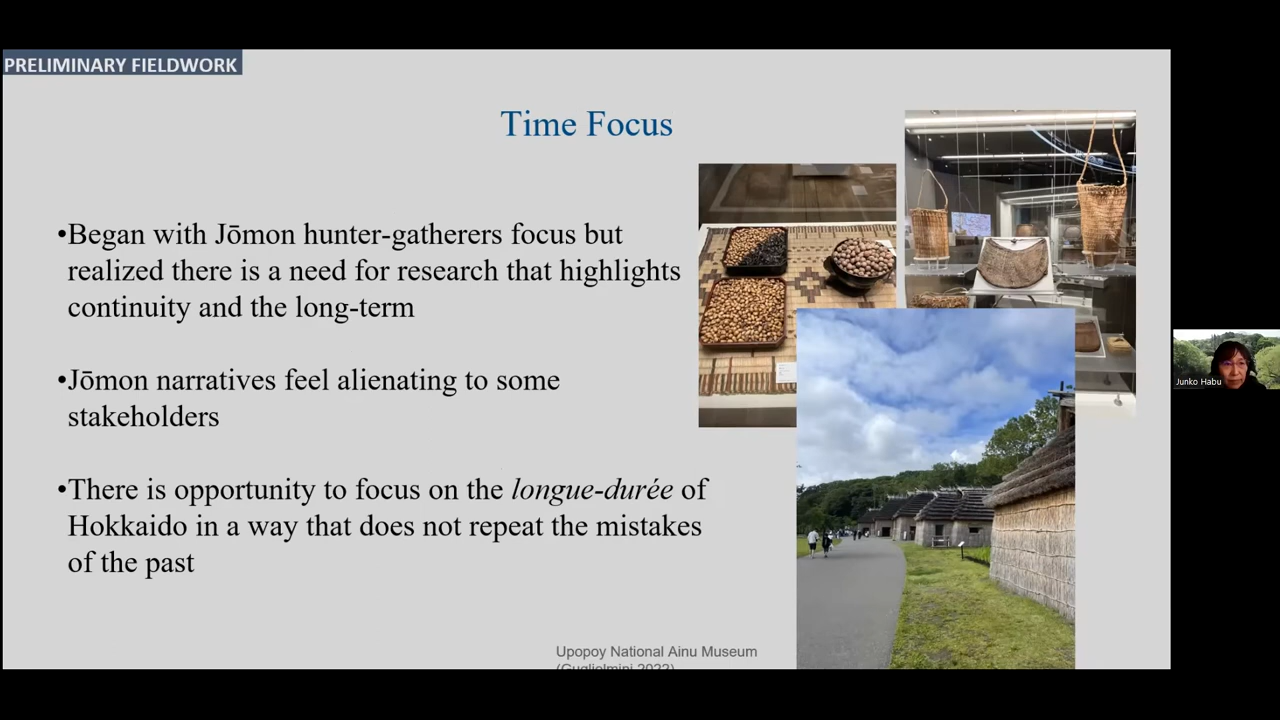 PRELIMINARY FIELDWORK
Time Focus
•Began with Jōmon hunter-gatherers focus but
realized there is a need for research that highlights
continuity and the long-term
•Jōmon narratives feel alienating to some
stakeholders
•There is opportunity to focus on the longue-durée of
Hokkaido in a way that does not repeat the mistakes
of the past
Upopoy National Ainu Museum
(Guglielmini 2022)
Junko Habu